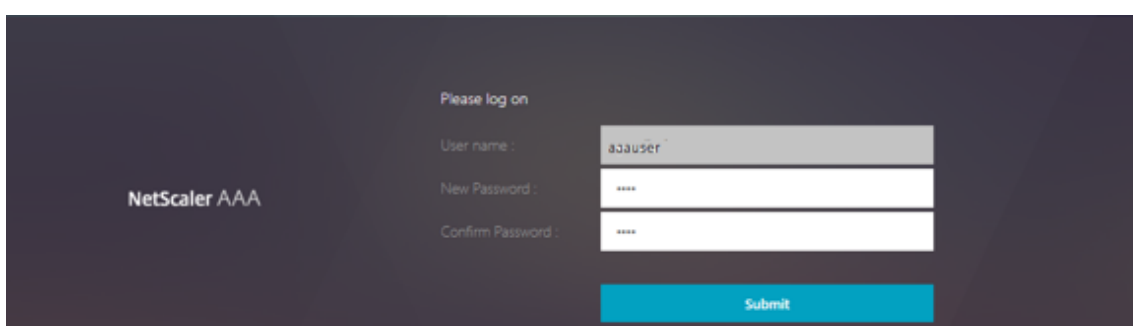 Please log on
User name :
aaauser
New Password :
····
NetScaler AAA
Confirm Password :
····
Submit